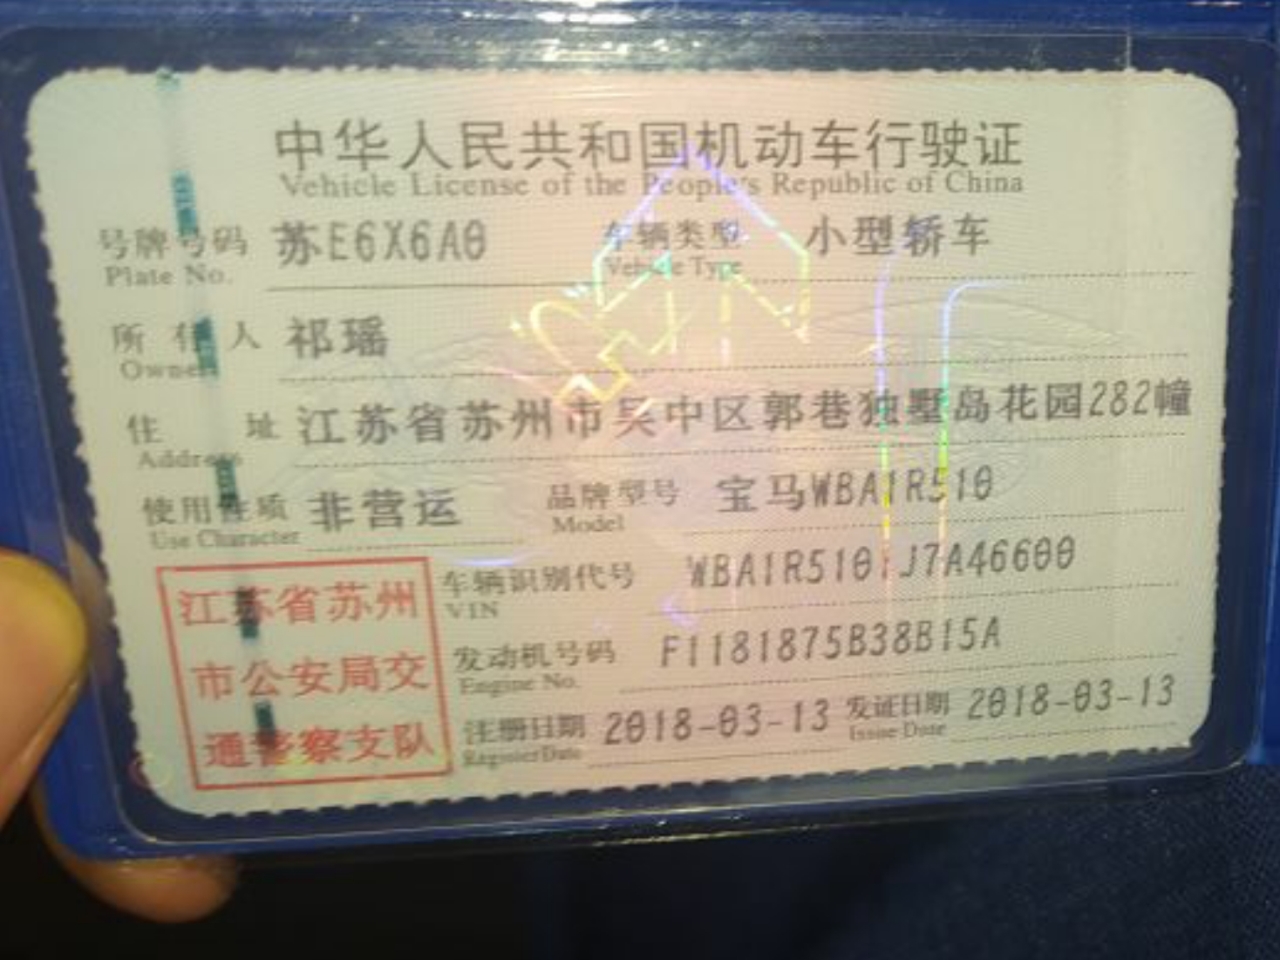 中华人民共和国机动车行驶证
Vehicle License of the People's Republic of China
号牌号码 苏E6X6A0 车辆类型 小型轿车
Plate No. Vehicle Type
所有人 祁瑶
Owner
住址 江苏省苏州市吴中区郭巷独墅岛花园282幢
Address
使用性质 非营运 品牌型号 宝马WBA1R510
Use Character Model
江苏省苏州 车辆识别代号 WBA1R5101J7A46600
VIN
市公安局交 发动机号码 F1181875B38B15A
Engine No.
通警察支队 注册日期 2018-03-13 发证日期 2018-03-13
Register Date Issue Date